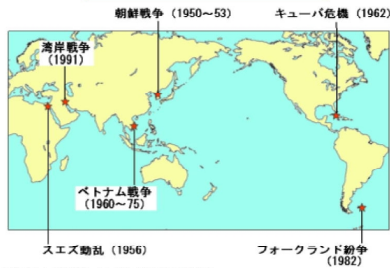 朝鮮戦争（1950～53）
キューバ危機（1962）
湾岸戦争
（1991）
ベトナム戦争
（1960～75）
スエズ動乱（1956）
フォークランド紛争
（1982）